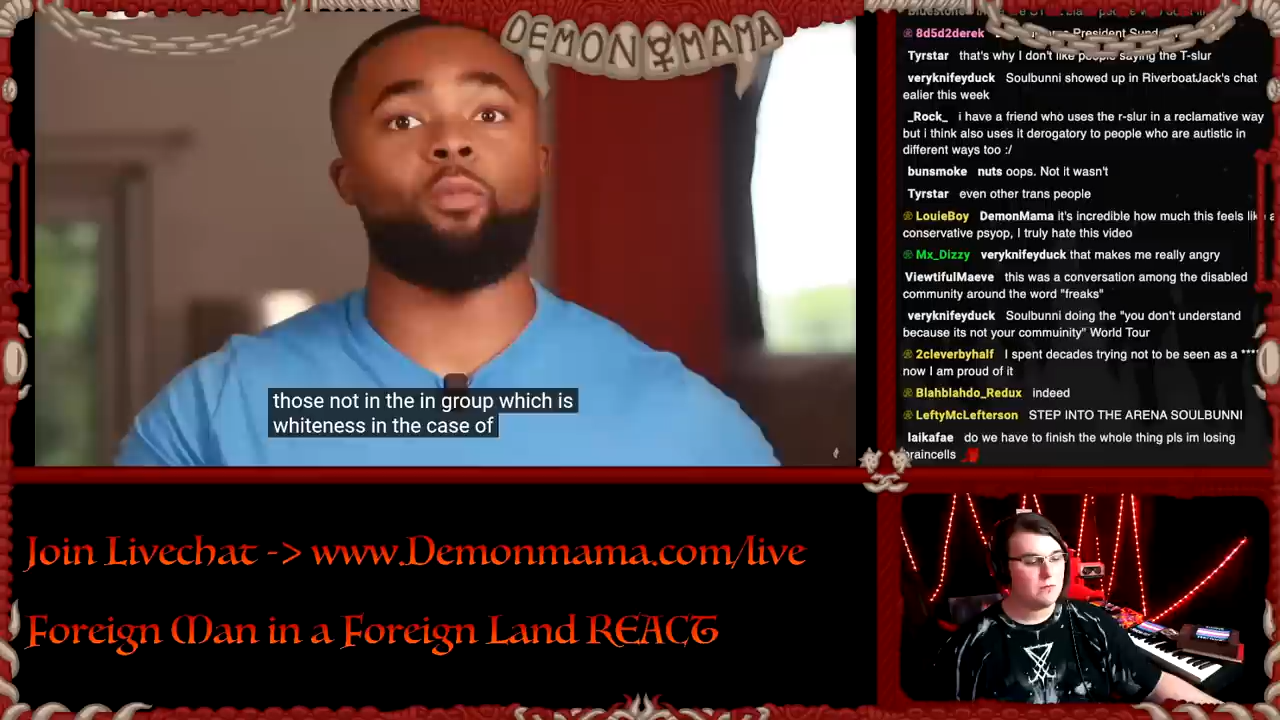 DEMON MAMA
those not in the in group which is
whiteness in the case of
8d5d2derek President
Tyrstar that's why I don't like people saying the T-slur
veryknifeyduck Soulbunni showed up in RiverboatJack's chat
ealier this week
_Rock_ i have a friend who uses the r-slur in a reclamative way
but i think also uses it derogatory to people who are autistic in
different ways too :/
bunsmoke nuts oops. Not it wasn't
Tyrstar even other trans people
LouieBoy DemonMama it's incredible how much this feels like a
conservative psyop, I truly hate this video
Mx_Dizzy veryknifeyduck that makes me really angry
ViewtifulMaeve this was a conversation among the disabled
community around the word "freaks"
veryknifeyduck Soulbunni doing the "you don't understand
because its not your commuinity" World Tour
2cleverbyhalf I spent decades trying not to be seen as a ****
now I am proud of it
Blahblahdo_Redux indeed
LeftyMcLefterson STEP INTO THE ARENA SOULBUNNI
laikafae do we have to finish the whole thing pls im losing
braincells
Join Livechat -> www.Demonmama.com/live
Foreign Man in a Foreign Land REACT